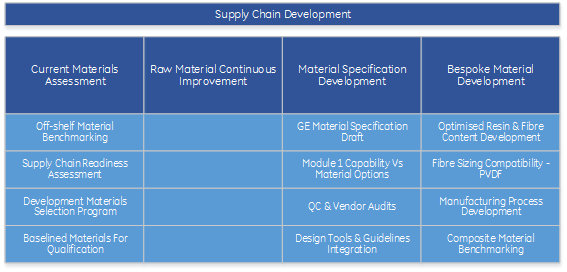 Supply Chain Development
Current Materials
Assessment
Raw Material Continuous
Improvement
Material Specification
Development
Bespoke Material
Development
Off-shelf Material
Benchmarking
GE Material Specification
Draft
Optimised Resin & Fibre
Content Development
Supply Chain Readiness
Assessment
Module 1 Capability Vs
Material Options
Fibre Sizing Compatibility -
PVDF
Development Materials
Selection Program
QC & Vendor Audits
Manufacturing Process
Development
Baselined Materials For
Qualification
Design Tools & Guidelines
Integration
Composite Material
Benchmarking